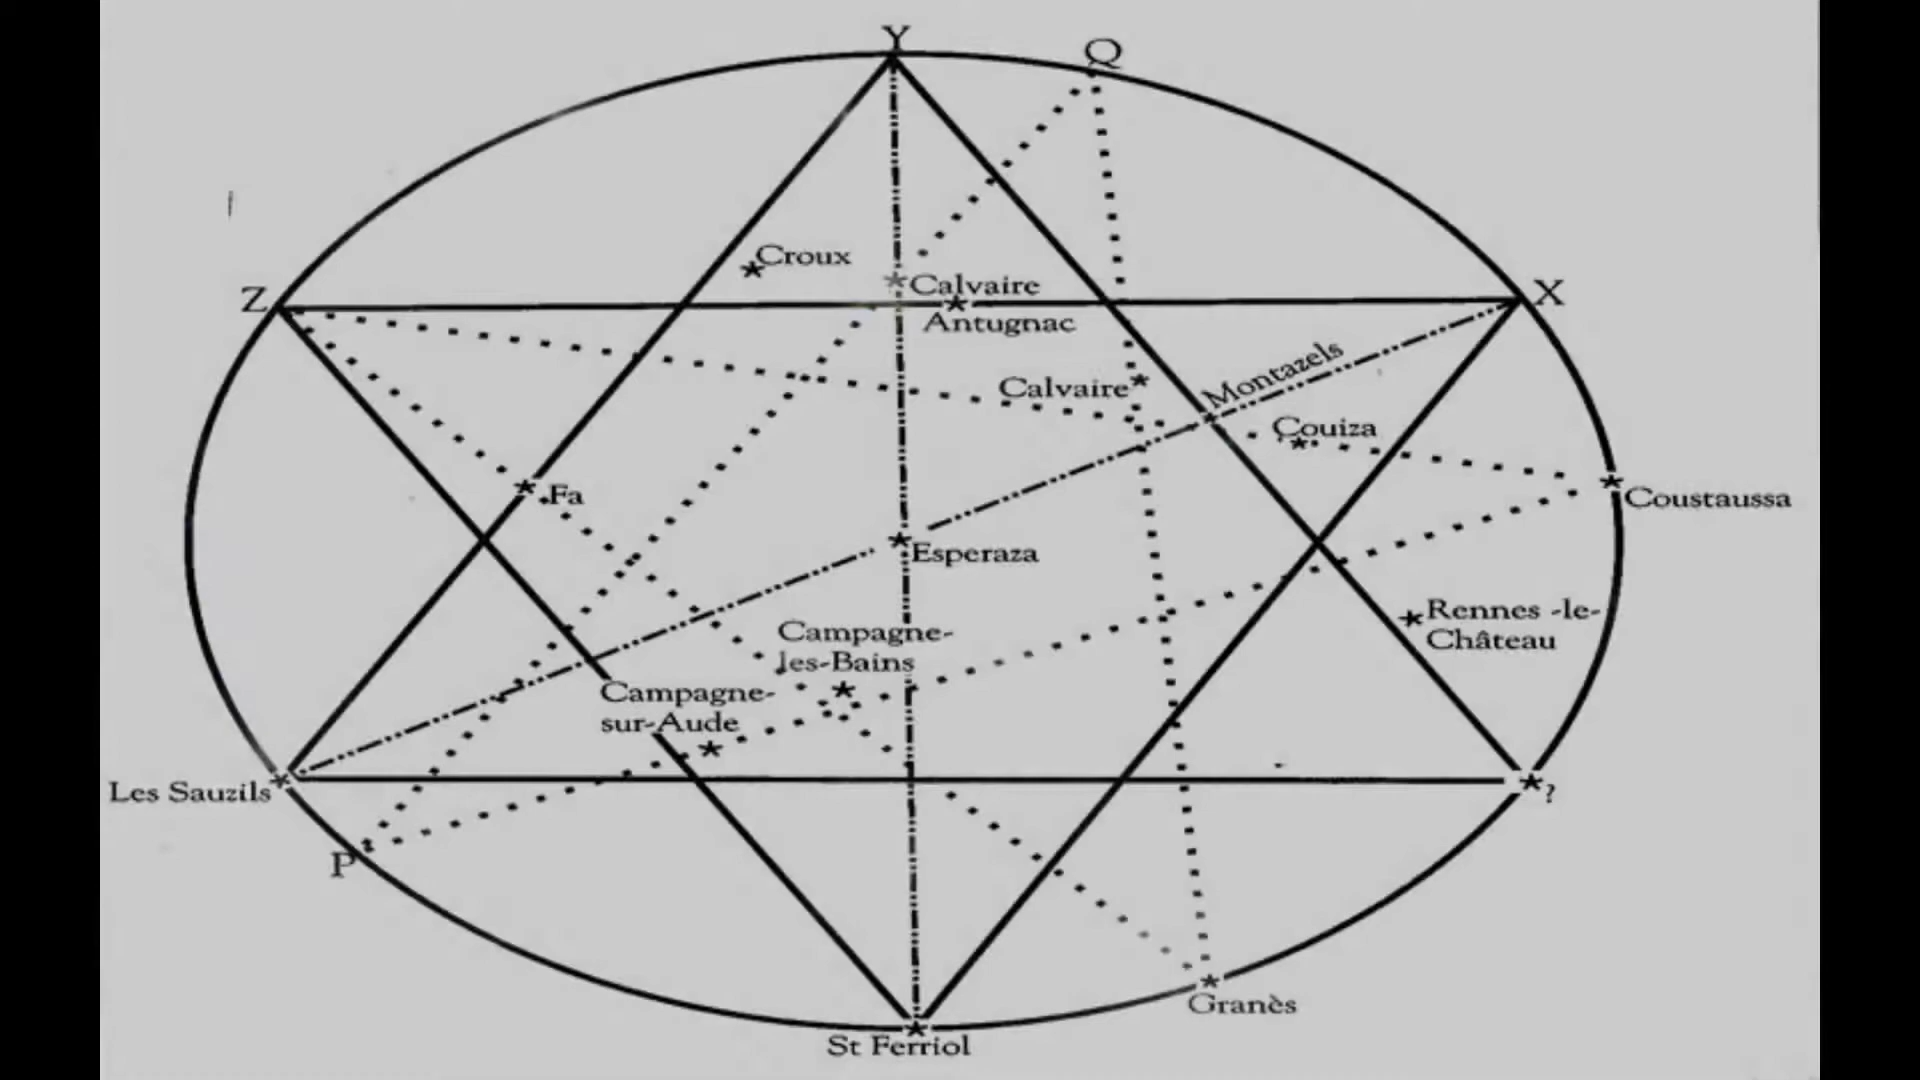 Y
Q
Croux
Z
Calvaire
X
Antugnac
Calvaire
Montazels
Couiza
Fa
Coustaussa
Esperaza
Campagne-
les-Bains
Rennes -le-
Château
Campagne-
sur-Aude
Les Sauzils
?
P
Granès
St Ferriol